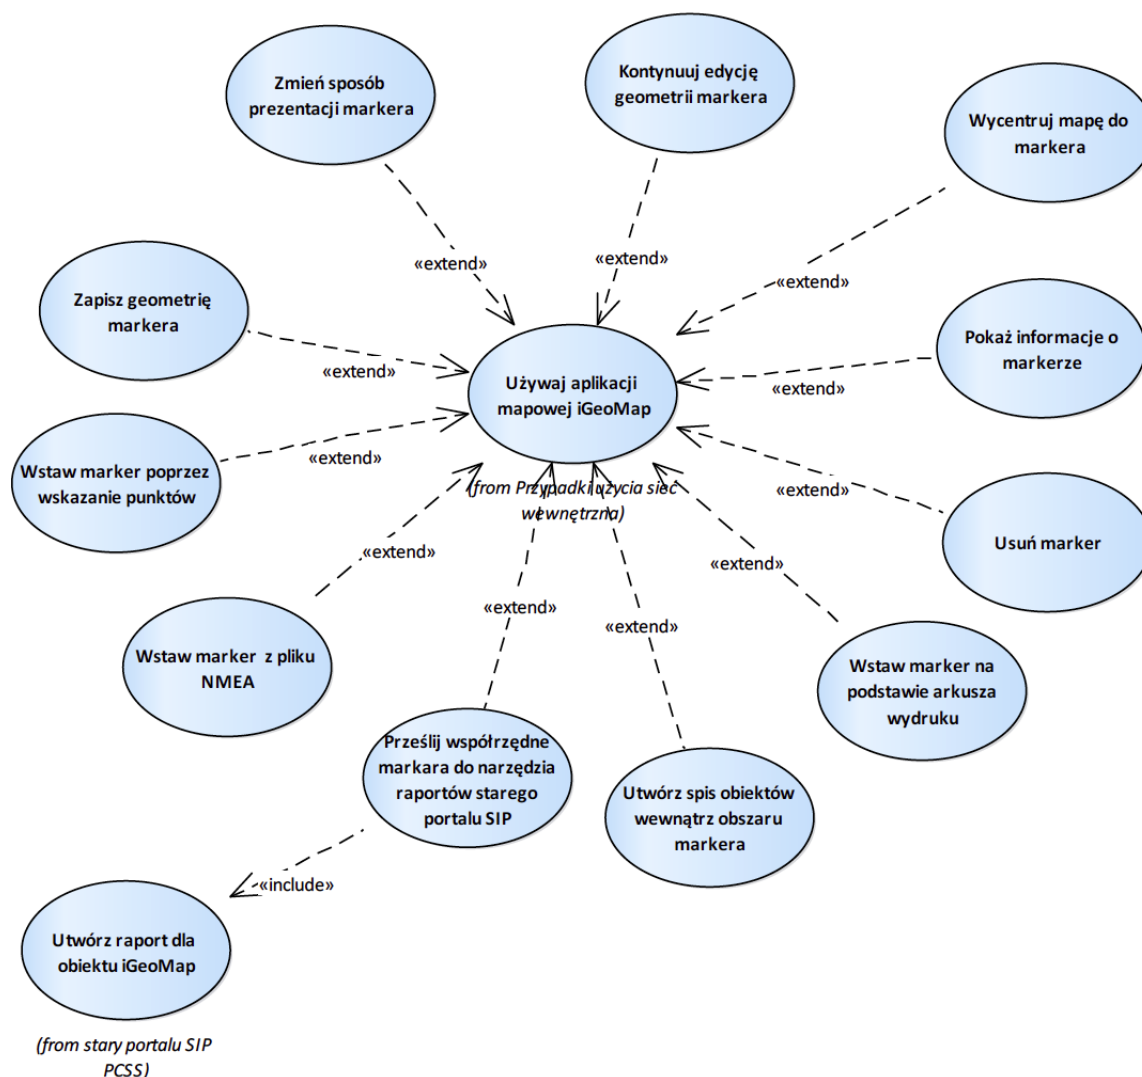 Zmień sposób
prezentacji markera
Kontynuuj edycję
geometrii markera
Wycentruj mapę do
markera
«extend»
«extend»
«extend»
Zapisz geometrię
markera
Pokaż informacje o
markerze
«extend»
Używaj aplikacji
mapowej iGeoMap
«extend»
Wstaw marker poprzez
wskazanie punktów
«extend»
(from Przypadki użycia sieć
wewnętrzna)
«extend»
Usuń marker
«extend»
«extend»
«extend»
«extend»
Wstaw marker z pliku
NMEA
Wstaw marker na
podstawie arkusza
wydruku
Prześlij współrzędne
markara do narzędzia
raportów starego
portalu SIP
Utwórz spis obiektów
wewnątrz obszaru
markera
«include»
Utwórz raport dla
obiektu iGeoMap
(from stary portalu SIP
PCSS)